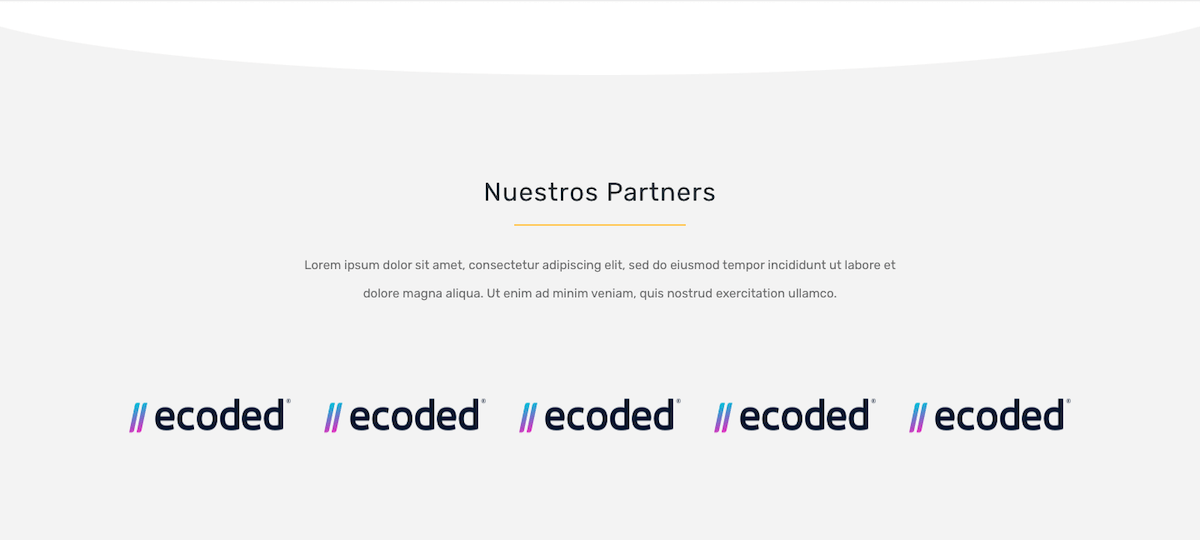 Nuestros Partners
Lorem ipsum dolor sit amet, consectetur adipiscing elit, sed do eiusmod tempor incididunt ut labore et
dolore magna aliqua. Ut enim ad minim veniam, quis nostrud exercitation ullamco.
// ecoded® // ecoded® // ecoded® // ecoded® // ecoded®